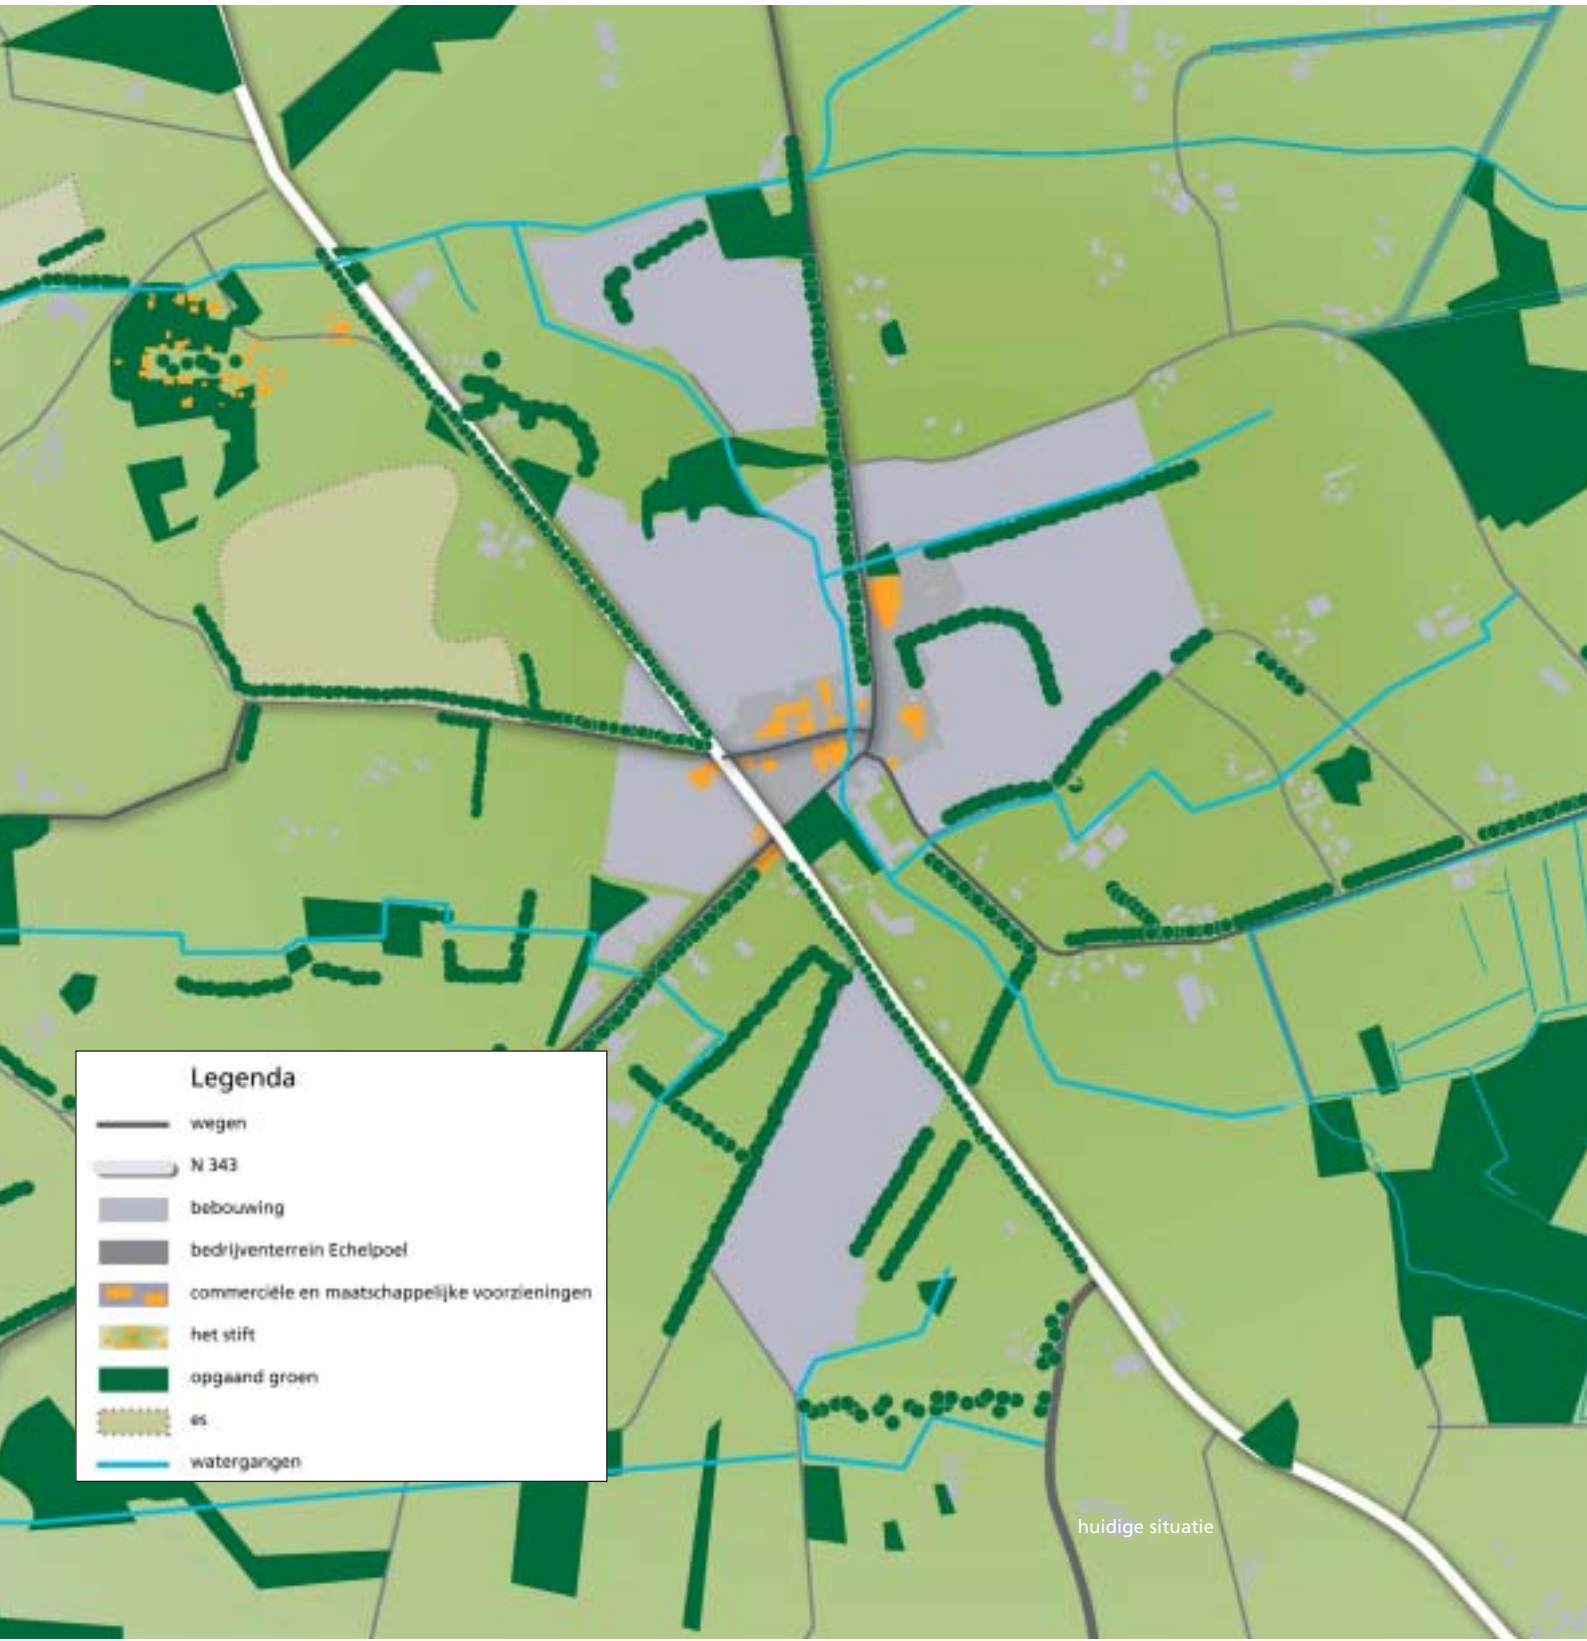 Legenda
wegen
N 343
bebouwing
bedrijventerrein Echelpoel
commerciële en maatschappelijke voorzieningen
het stift
opgaand groen
es
watergangen
huidige situatie